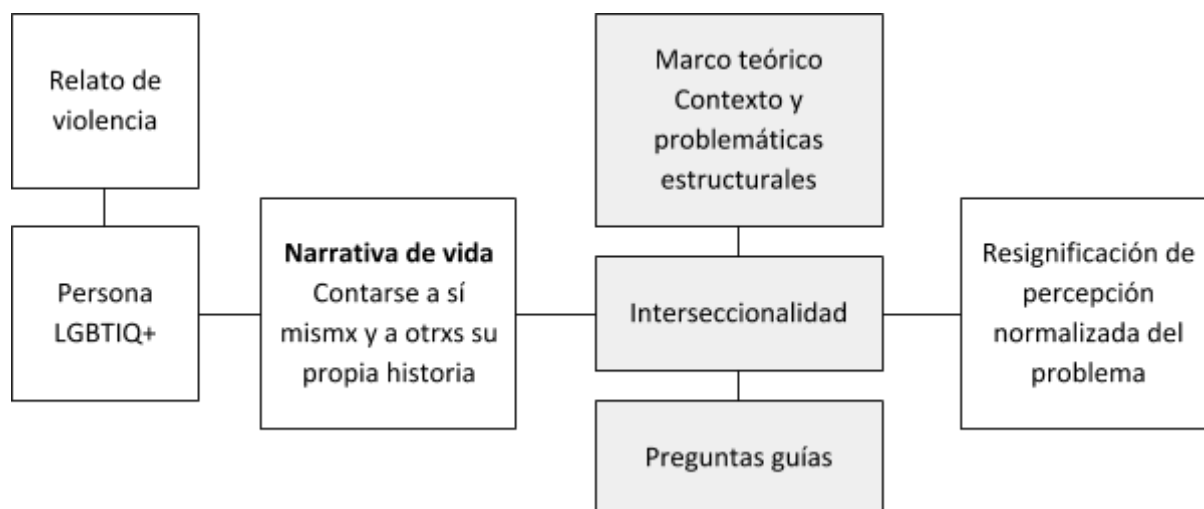 Relato de
violencia
Persona
LGBTIQ+
Narrativa de vida
Contarse a sí
mismx y a otrxs su
propia historia
Marco teórico
Contexto y
problemáticas
estructurales
Interseccionalidad
Preguntas guías
Resignificación de
percepción
normalizada del
problema